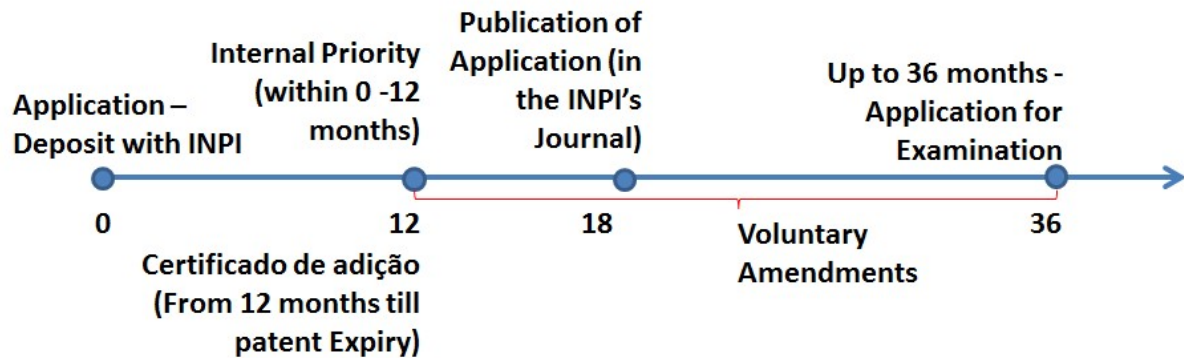 Application –
Deposit with INPI
Internal Priority
(within 0 -12
months)
Publication of
Application (in
the INPI’s
Journal)
Up to 36 months -
Application for
Examination
0
12
18
36
Certificado de adição
(From 12 months till
patent Expiry)
Voluntary
Amendments